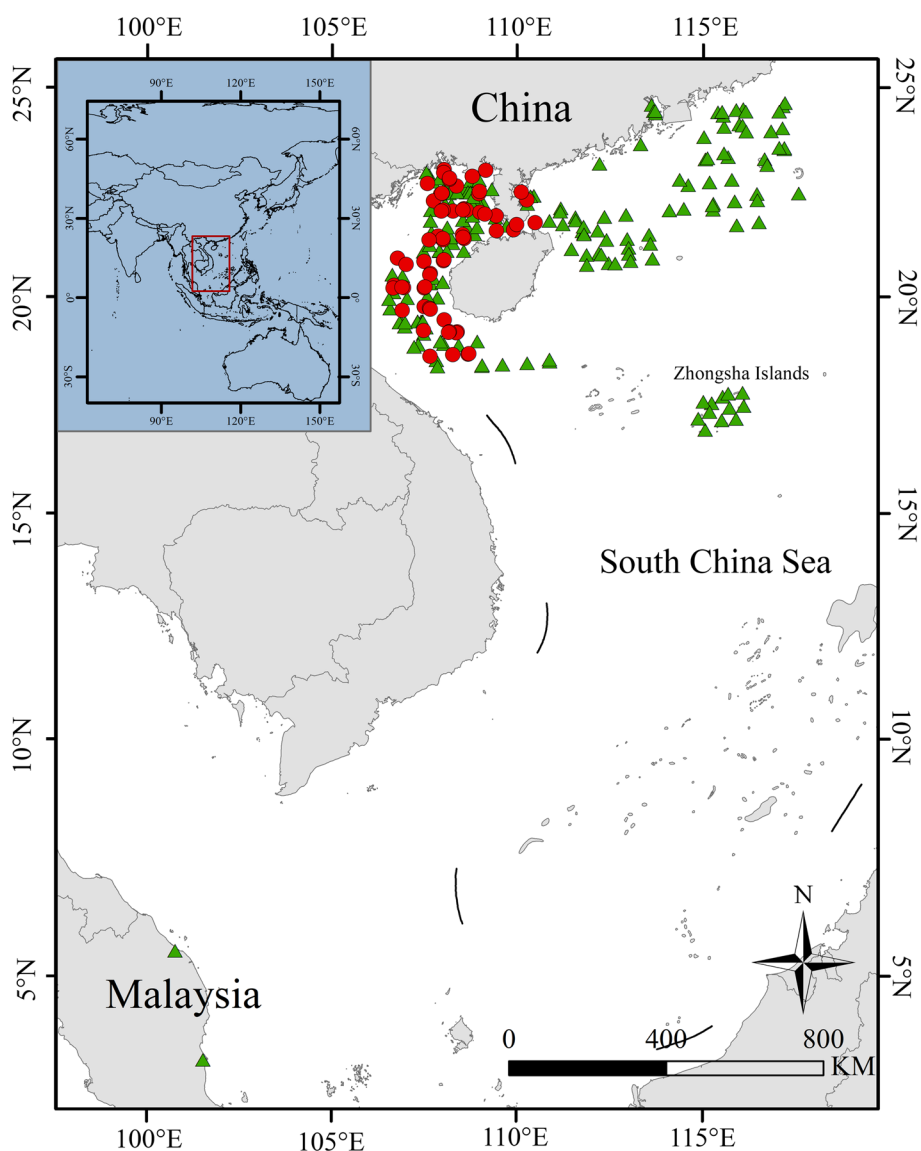 100°E 105°E 110°E 115°E
25°N 25°N
China
90°E 120°E 150°E
60°N 60°N
30°N 30°N
0° 0°
30°S 30°S
90°E 120°E 150°E
20°N 20°N
Zhongsha Islands
15°N 15°N
South China Sea
10°N 10°N
N
5°N 5°N
Malaysia
0 400 800
KM
100°E 105°E 110°E 115°E